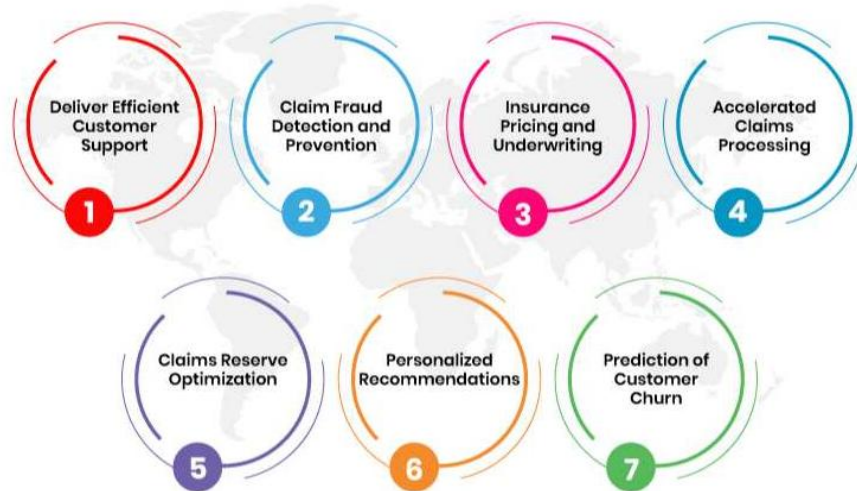 Deliver Efficient
Customer
Support
1
Claim Fraud
Detection and
Prevention
2
Insurance
Pricing and
Underwriting
3
Accelerated
Claims
Processing
4
Claims Reserve
Optimization
5
Personalized
Recommendations
6
Prediction of
Customer
Churn
7